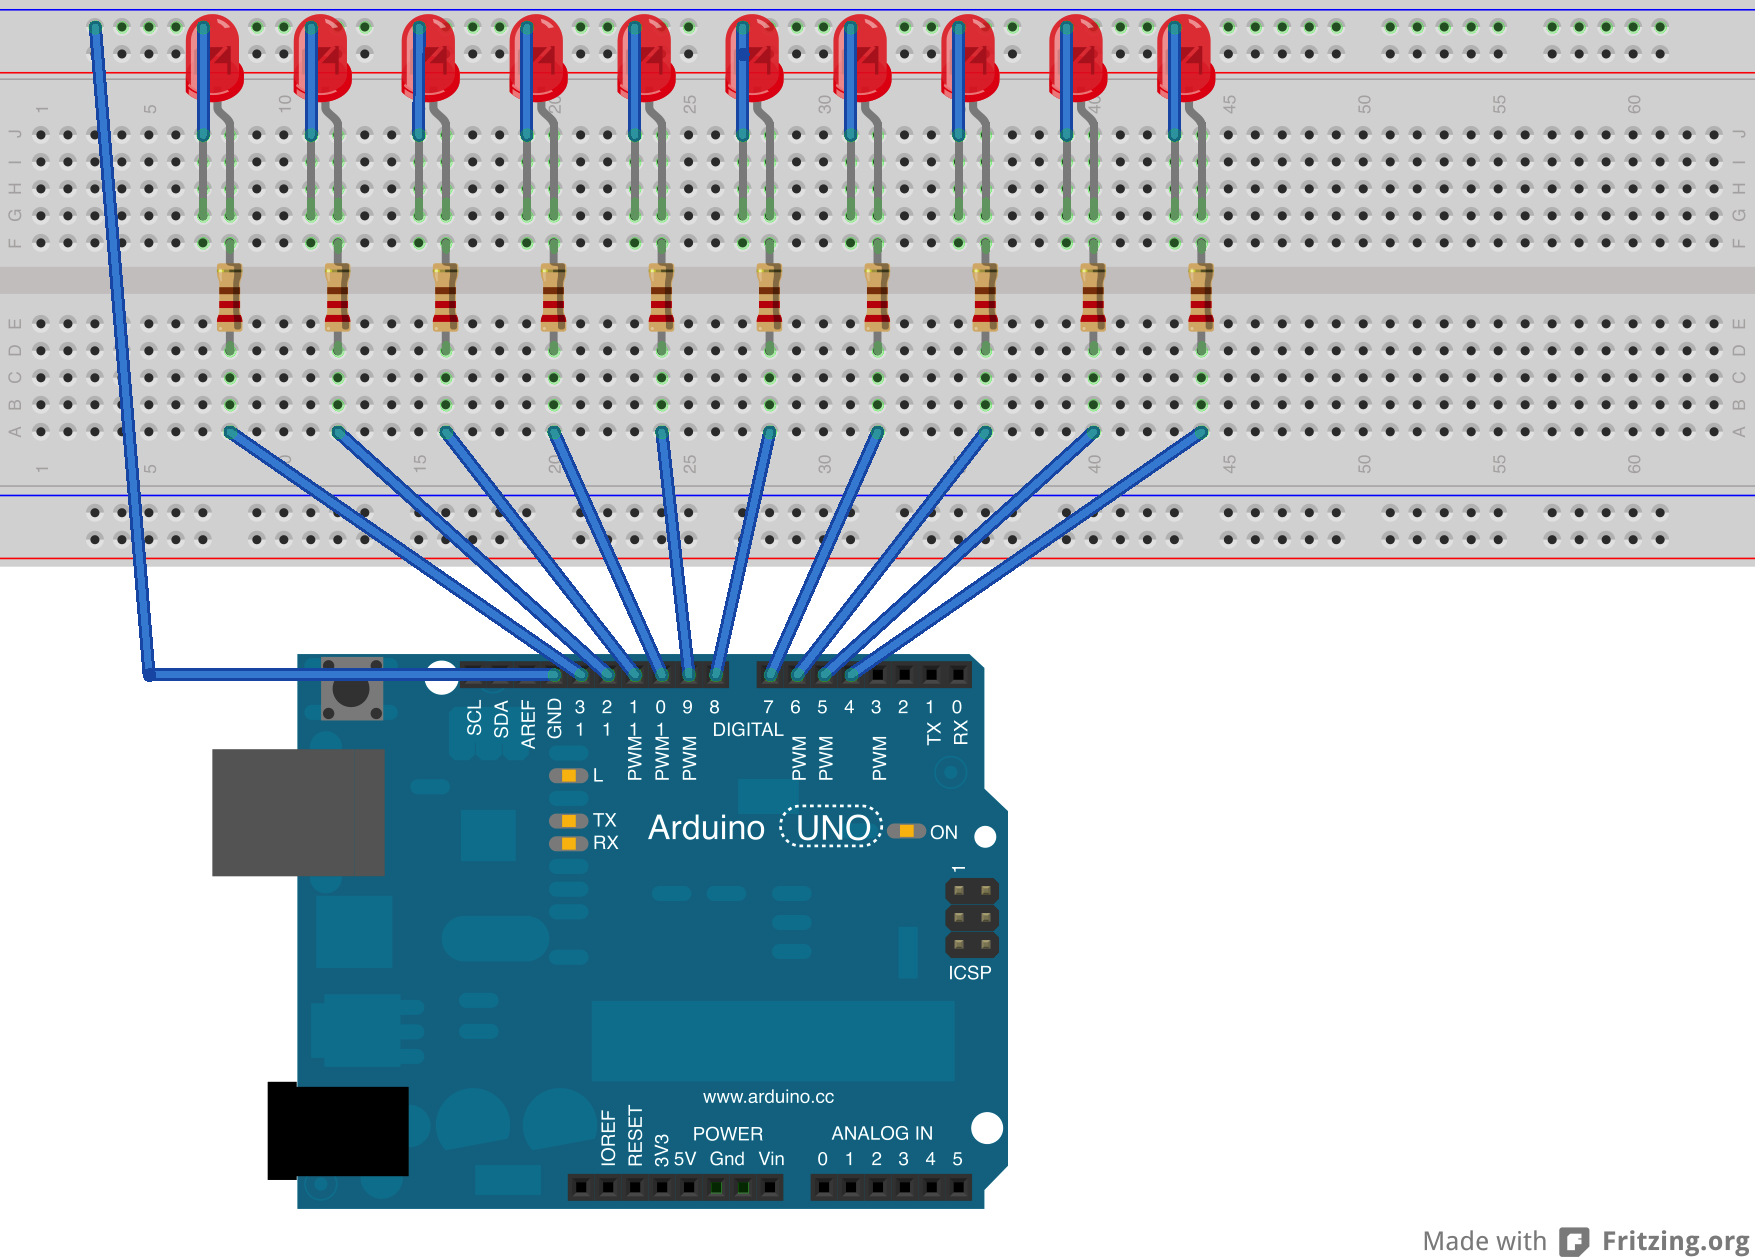 1 5 10 15 20 25 30 35 40 45 50 55 60
J J
I I
H H
G G
F F
E E
D D
C C
B B
A A
1 5 10 15 20 25 30 35 40 45 50 55 60
SCL SDA AREF GND 13 12 11 10 9 8 7 6 5 4 3 2 1 0
PWM PWM PWM DIGITAL PWM PWM PWM TX RX
L
TX
RX
Arduino UNO ON
1
ICSP
www.arduino.cc
POWER ANALOG IN
IOREF RESET 3V3 5V Gnd Vin 0 1 2 3 4 5
Made with Fritzing.org